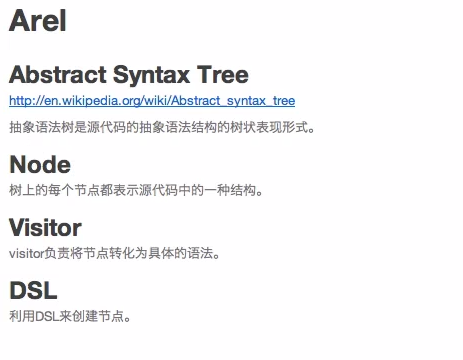 Arel
Abstract Syntax Tree
http://en.wikipedia.org/wiki/Abstract_syntax_tree
抽象语法树是源代码的抽象语法结构的树状表现形式。
Node
树上的每个节点都表示源代码中的一种结构。
Visitor
visitor负责将节点转化为具体的语法。
DSL
利用DSL来创建节点。